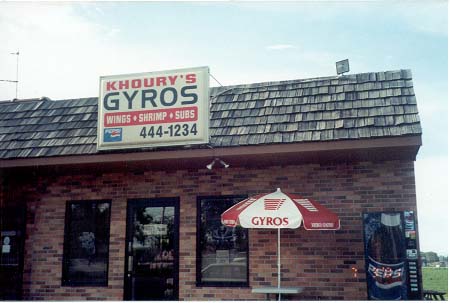 KHOURY'S
GYROS
WINGS ♦ SHRIMP ♦ SUBS
444-1234
GYROS
PEPSI